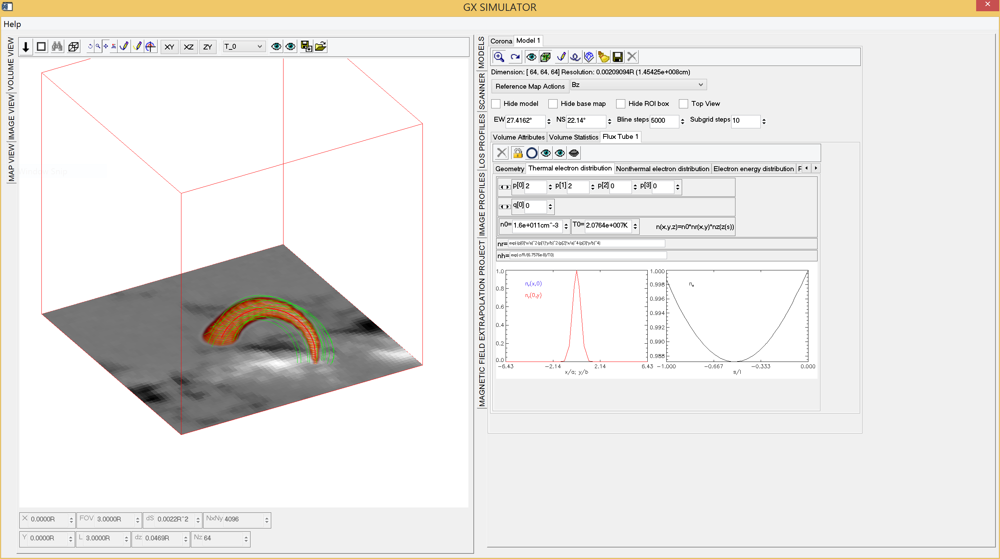 GX SIMULATOR
Help
VOLUME VIEW
IMAGE VIEW
MAP VIEW
XY XZ ZY T_0
Window Snip
X 0.0000R FOV 3.0000R dS 0.0022R^2 NxNy 4096
Y 0.0000R L 3.0000R dz 0.0469R Nz 64
MODELS
SCANNER
LOS PROFILES
IMAGE PROFILES
MAGNETIC FIELD EXTRAPOLATION PROJECT
Corona Model 1
Dimension: [ 64, 64, 64] Resolution: 0.00209094R (1.45425e+008cm)
Reference Map Actions Bz
Hide model Hide base map Hide ROI box Top View
EW 27.4162° NS 22.14° Bline steps 5000 Subgrid steps 10
Volume Attributes Volume Statistics Flux Tube 1
Geometry Thermal electron distribution Nonthermal electron distribution Electron energy distribution F
p[0] 2 p[1] 2 p[2] 0 p[3] 0
q[0] 0
n0= 1.6e+011cm^-3 T0= 2.0764e+007K n(x,y,z)=n0*nr(x,y)*nz(z(s))
nr= exp(-(p[0]*x/a)^2-(p[1]*y/b)^2-(p[2]*x/a)^4-(p[3]*y/b)^4)
nh= exp(-z/R/(6.7576e-8)/T0)
1.0
0.8
0.6
0.4
0.2
0.0
nr(x,0)
nr(0,y)
-6.43 -2.14 2.14 6.43
x/a; y/b
1.000
0.998
0.996
0.994
0.992
0.990
0.988
-1.000 -0.667 -0.333 0.000
s/l